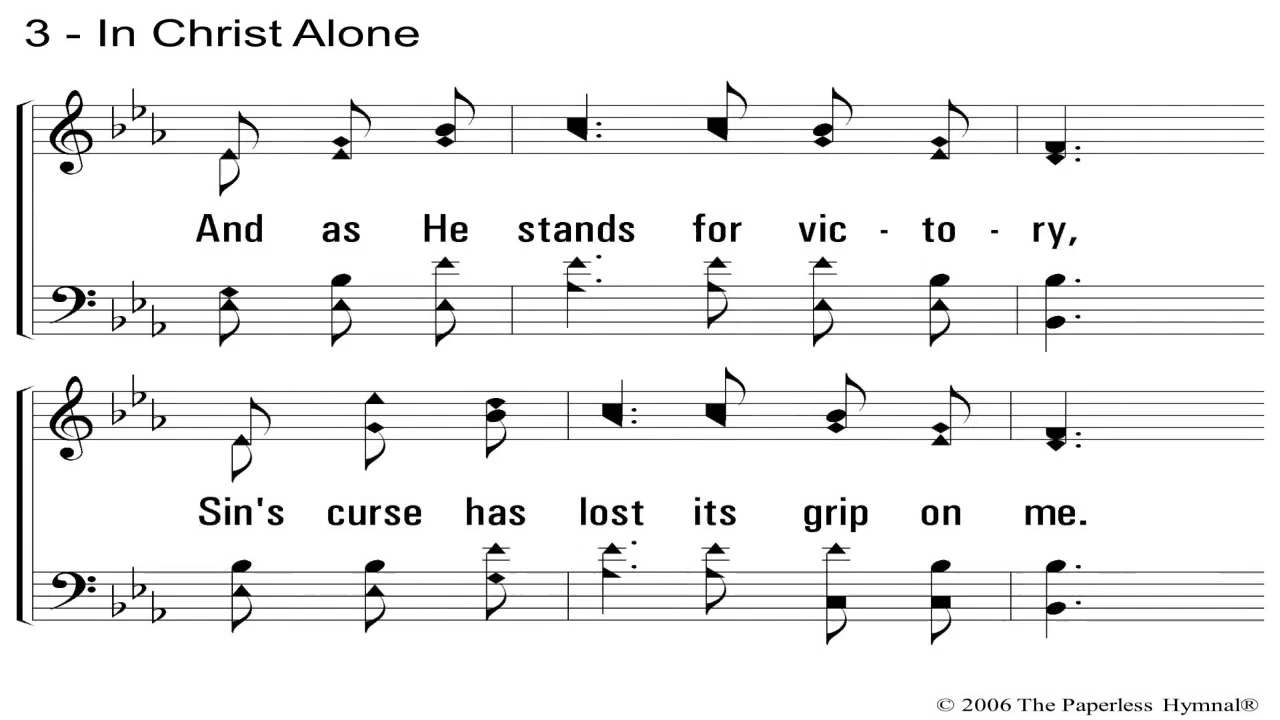 3 - In Christ Alone
And as He stands for vic - to - ry,
Sin's curse has lost its grip on me.
© 2006 The Paperless Hymnal®